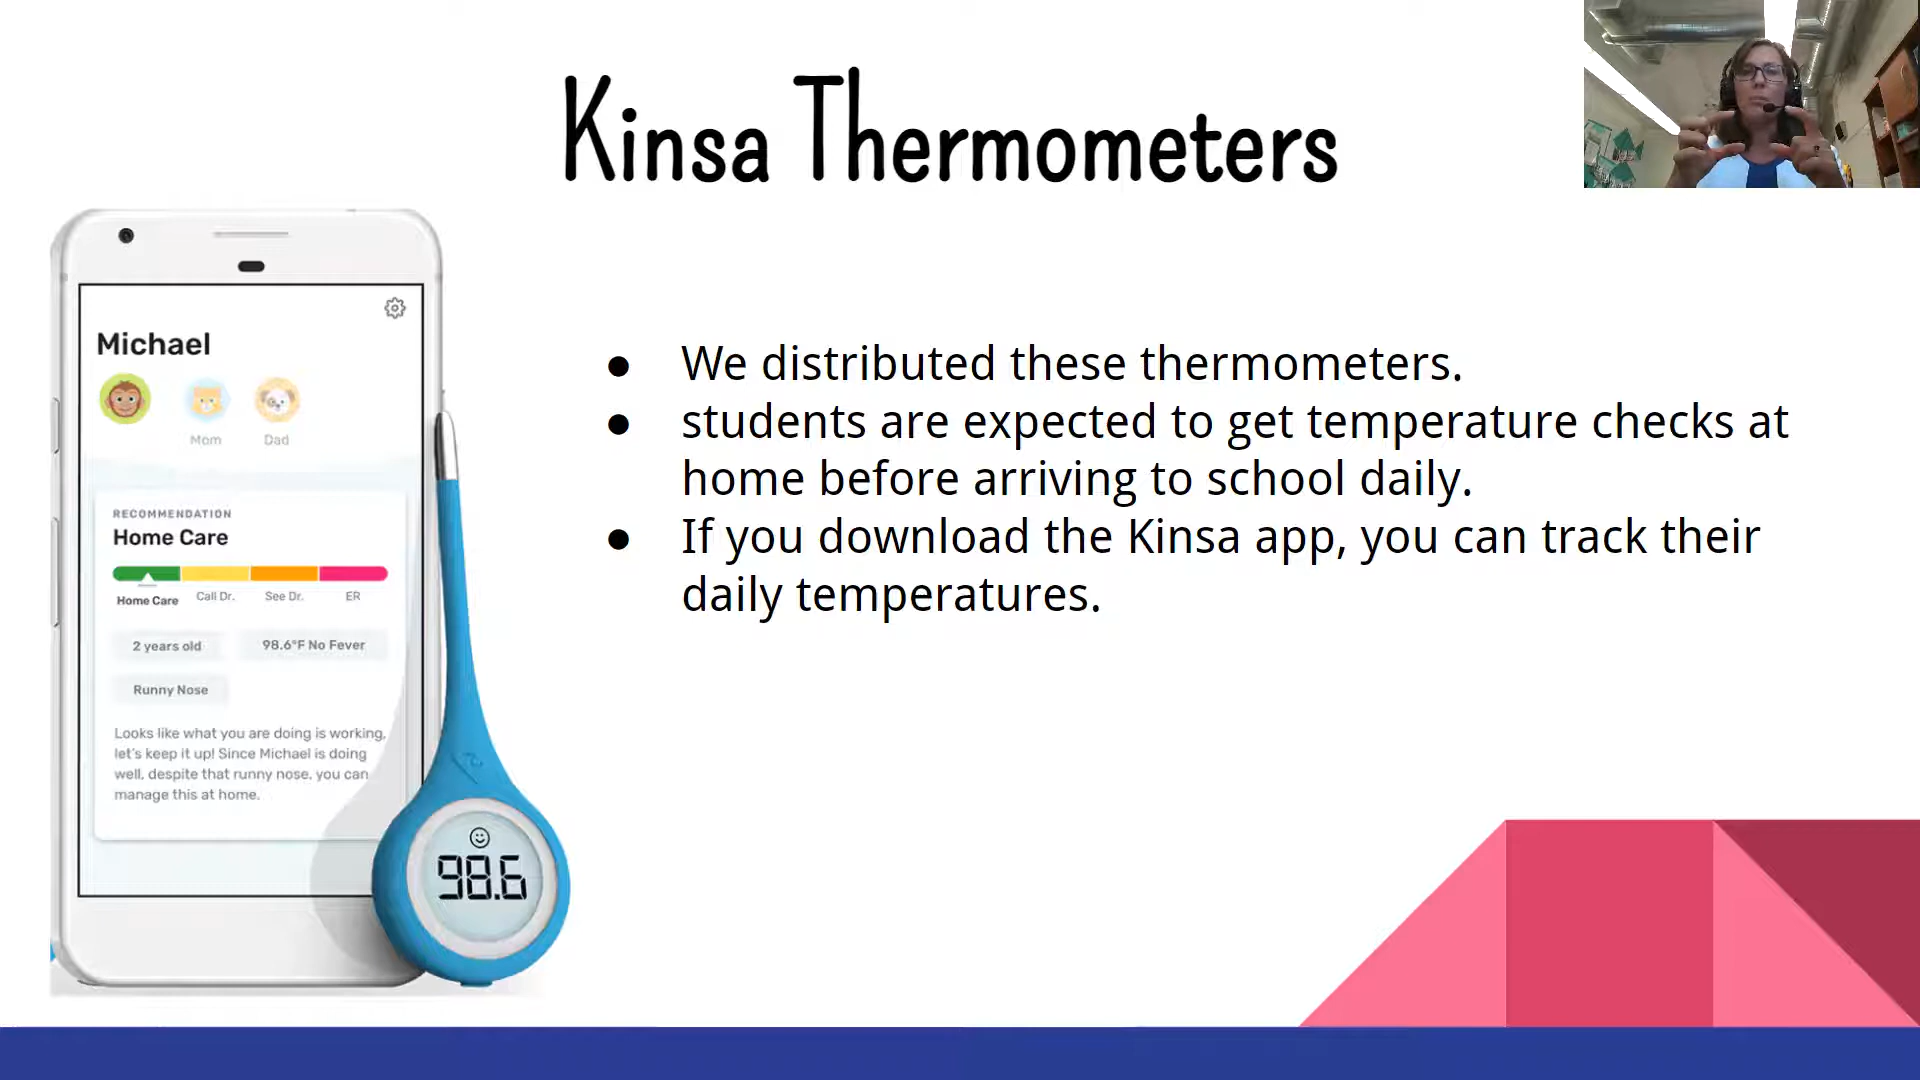 Kinsa Thermometers
Michael
Mom Dad
RECOMMENDATION
Home Care
Home Care Call Dr. See Dr. ER
2 years old 98.6°F No Fever
Runny Nose
Looks like what you are doing is working,
let's keep it up! Since Michael is doing
well, despite that runny nose, you can
manage this at home.
98.6
● We distributed these thermometers.
● students are expected to get temperature checks at
home before arriving to school daily.
● If you download the Kinsa app, you can track their
daily temperatures.